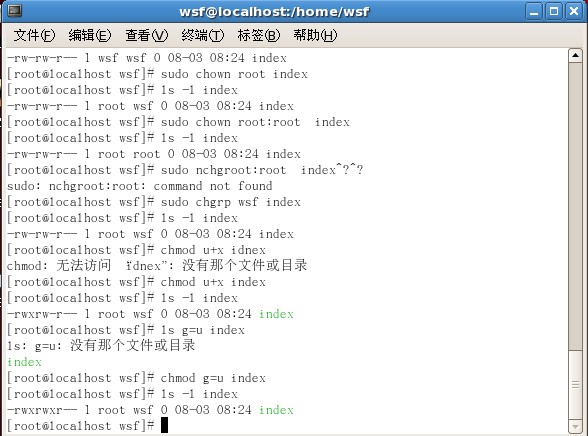 wsf@localhost:/home/wsf
文件(F) 编辑(E) 查看(V) 终端(T) 标签(B) 帮助(H)
-rw-rw-r-- 1 wsf wsf 0 08-03 08:24 index
[root@localhost wsf]# sudo chown root index
[root@localhost wsf]# ls -l index
-rw-rw-r-- 1 root wsf 0 08-03 08:24 index
[root@localhost wsf]# sudo chown root:root  index
[root@localhost wsf]# ls -l index
-rw-rw-r-- 1 root root 0 08-03 08:24 index
[root@localhost wsf]# sudo nchgroot:root  index^?^?
sudo: nchgroot:root: command not found
[root@localhost wsf]# sudo chgrp wsf index
[root@localhost wsf]# ls -l index
-rw-rw-r-- 1 root wsf 0 08-03 08:24 index
[root@localhost wsf]# chmod u+x idnex
chmod: 无法访问 “idnex”: 没有那个文件或目录
[root@localhost wsf]# chmod u+x index
[root@localhost wsf]# ls -l index
-rwxrw-r-- 1 root wsf 0 08-03 08:24 index
[root@localhost wsf]# ls g=u index
ls: g=u: 没有那个文件或目录
index
[root@localhost wsf]# chmod g=u index
[root@localhost wsf]# ls -l index
-rwxrwxr-- 1 root wsf 0 08-03 08:24 index
[root@localhost wsf]#